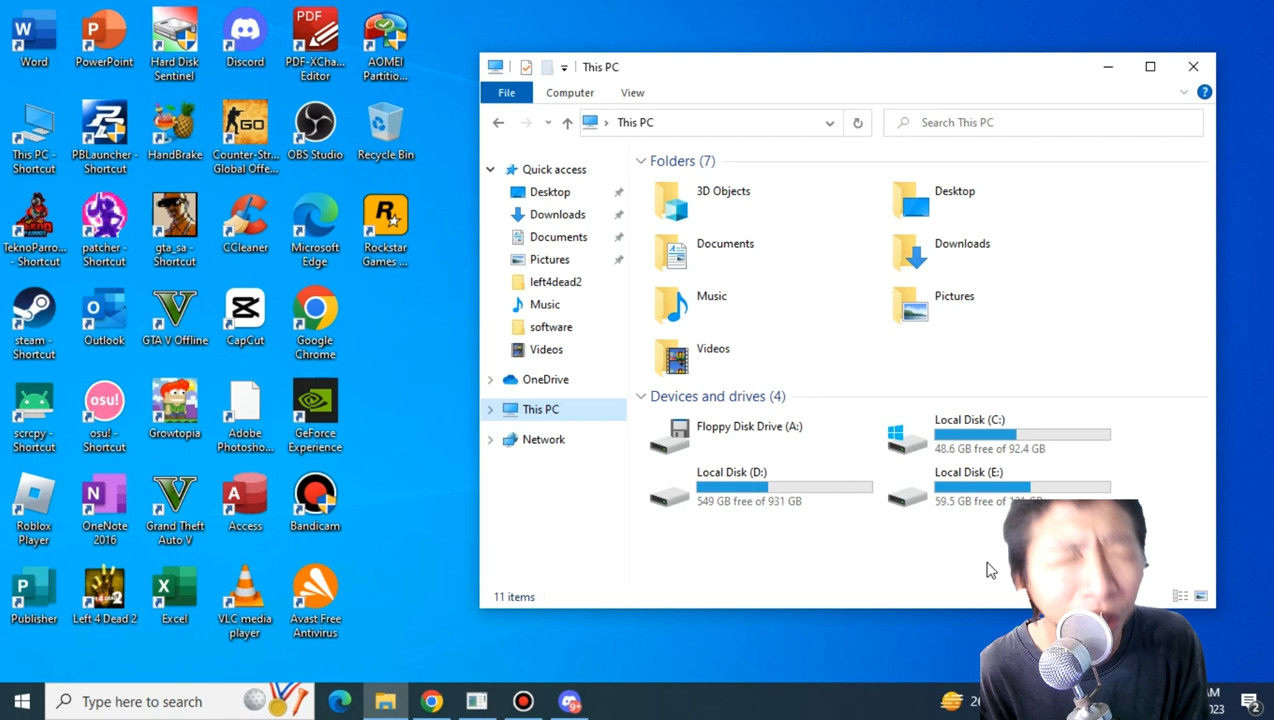 Word
PowerPoint
Hard Disk
Sentinel
Discord
PDF
PDF-XCha...
Editor
AOMEI
Partitio...
This PC -
Shortcut
PBLauncher -
Shortcut
HandBrake
GO
Counter-Str...
Global Offe...
OBS Studio
Recycle Bin
TeknoParro...
- Shortcut
patcher -
Shortcut
gta_sa -
Shortcut
CCleaner
Microsoft
Edge
Rockstar
Games ...
steam -
Shortcut
Outlook
GTA V Offline
CapCut
Google
Chrome
scrcpy -
Shortcut
osu!
osu! -
Shortcut
Growtopia
Adobe
Photosho...
GeForce
Experience
Roblox
Player
OneNote
2016
Grand Theft
Auto V
Access
Bandicam
Publisher
Left 4 Dead 2
Excel
VLC media
player
Avast Free
Antivirus
This PC
File
Computer
View
This PC
Search This PC
Quick access
Desktop
Downloads
Documents
Pictures
left4dead2
Music
software
Videos
OneDrive
This PC
Network
Folders (7)
3D Objects
Desktop
Documents
Downloads
Music
Pictures
Videos
Devices and drives (4)
Floppy Disk Drive (A:)
Local Disk (C:)
48.6 GB free of 92.4 GB
Local Disk (D:)
549 GB free of 931 GB
Local Disk (E:)
59.5 GB free of
11 items
Type here to search
9+
AM
2